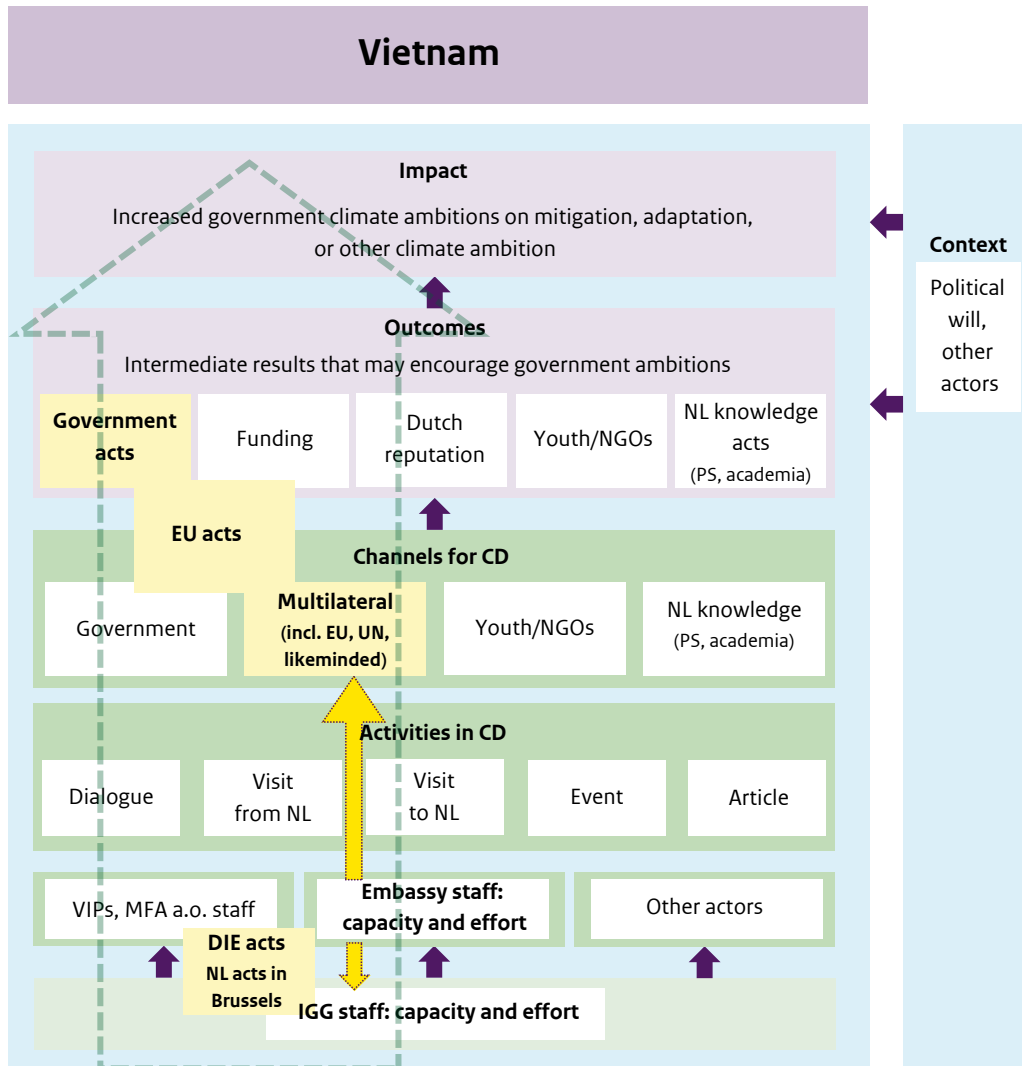 Vietnam
Impact
Increased government climate ambitions on mitigation, adaptation,
or other climate ambition
Context
Political
will,
other
actors
Outcomes
Intermediate results that may encourage government ambitions
Government
acts
Funding
Dutch
reputation
Youth/NGOs
NL knowledge
acts
(PS, academia)
EU acts
Channels for CD
Government
Multilateral
(incl. EU, UN,
likeminded)
Youth/NGOs
NL knowledge
(PS, academia)
Activities in CD
Dialogue
Visit
from NL
Visit
to NL
Event
Article
VIPs, MFA a.o. staff
Embassy staff:
capacity and effort
Other actors
DIE acts
NL acts in
Brussels
IGG staff: capacity and effort